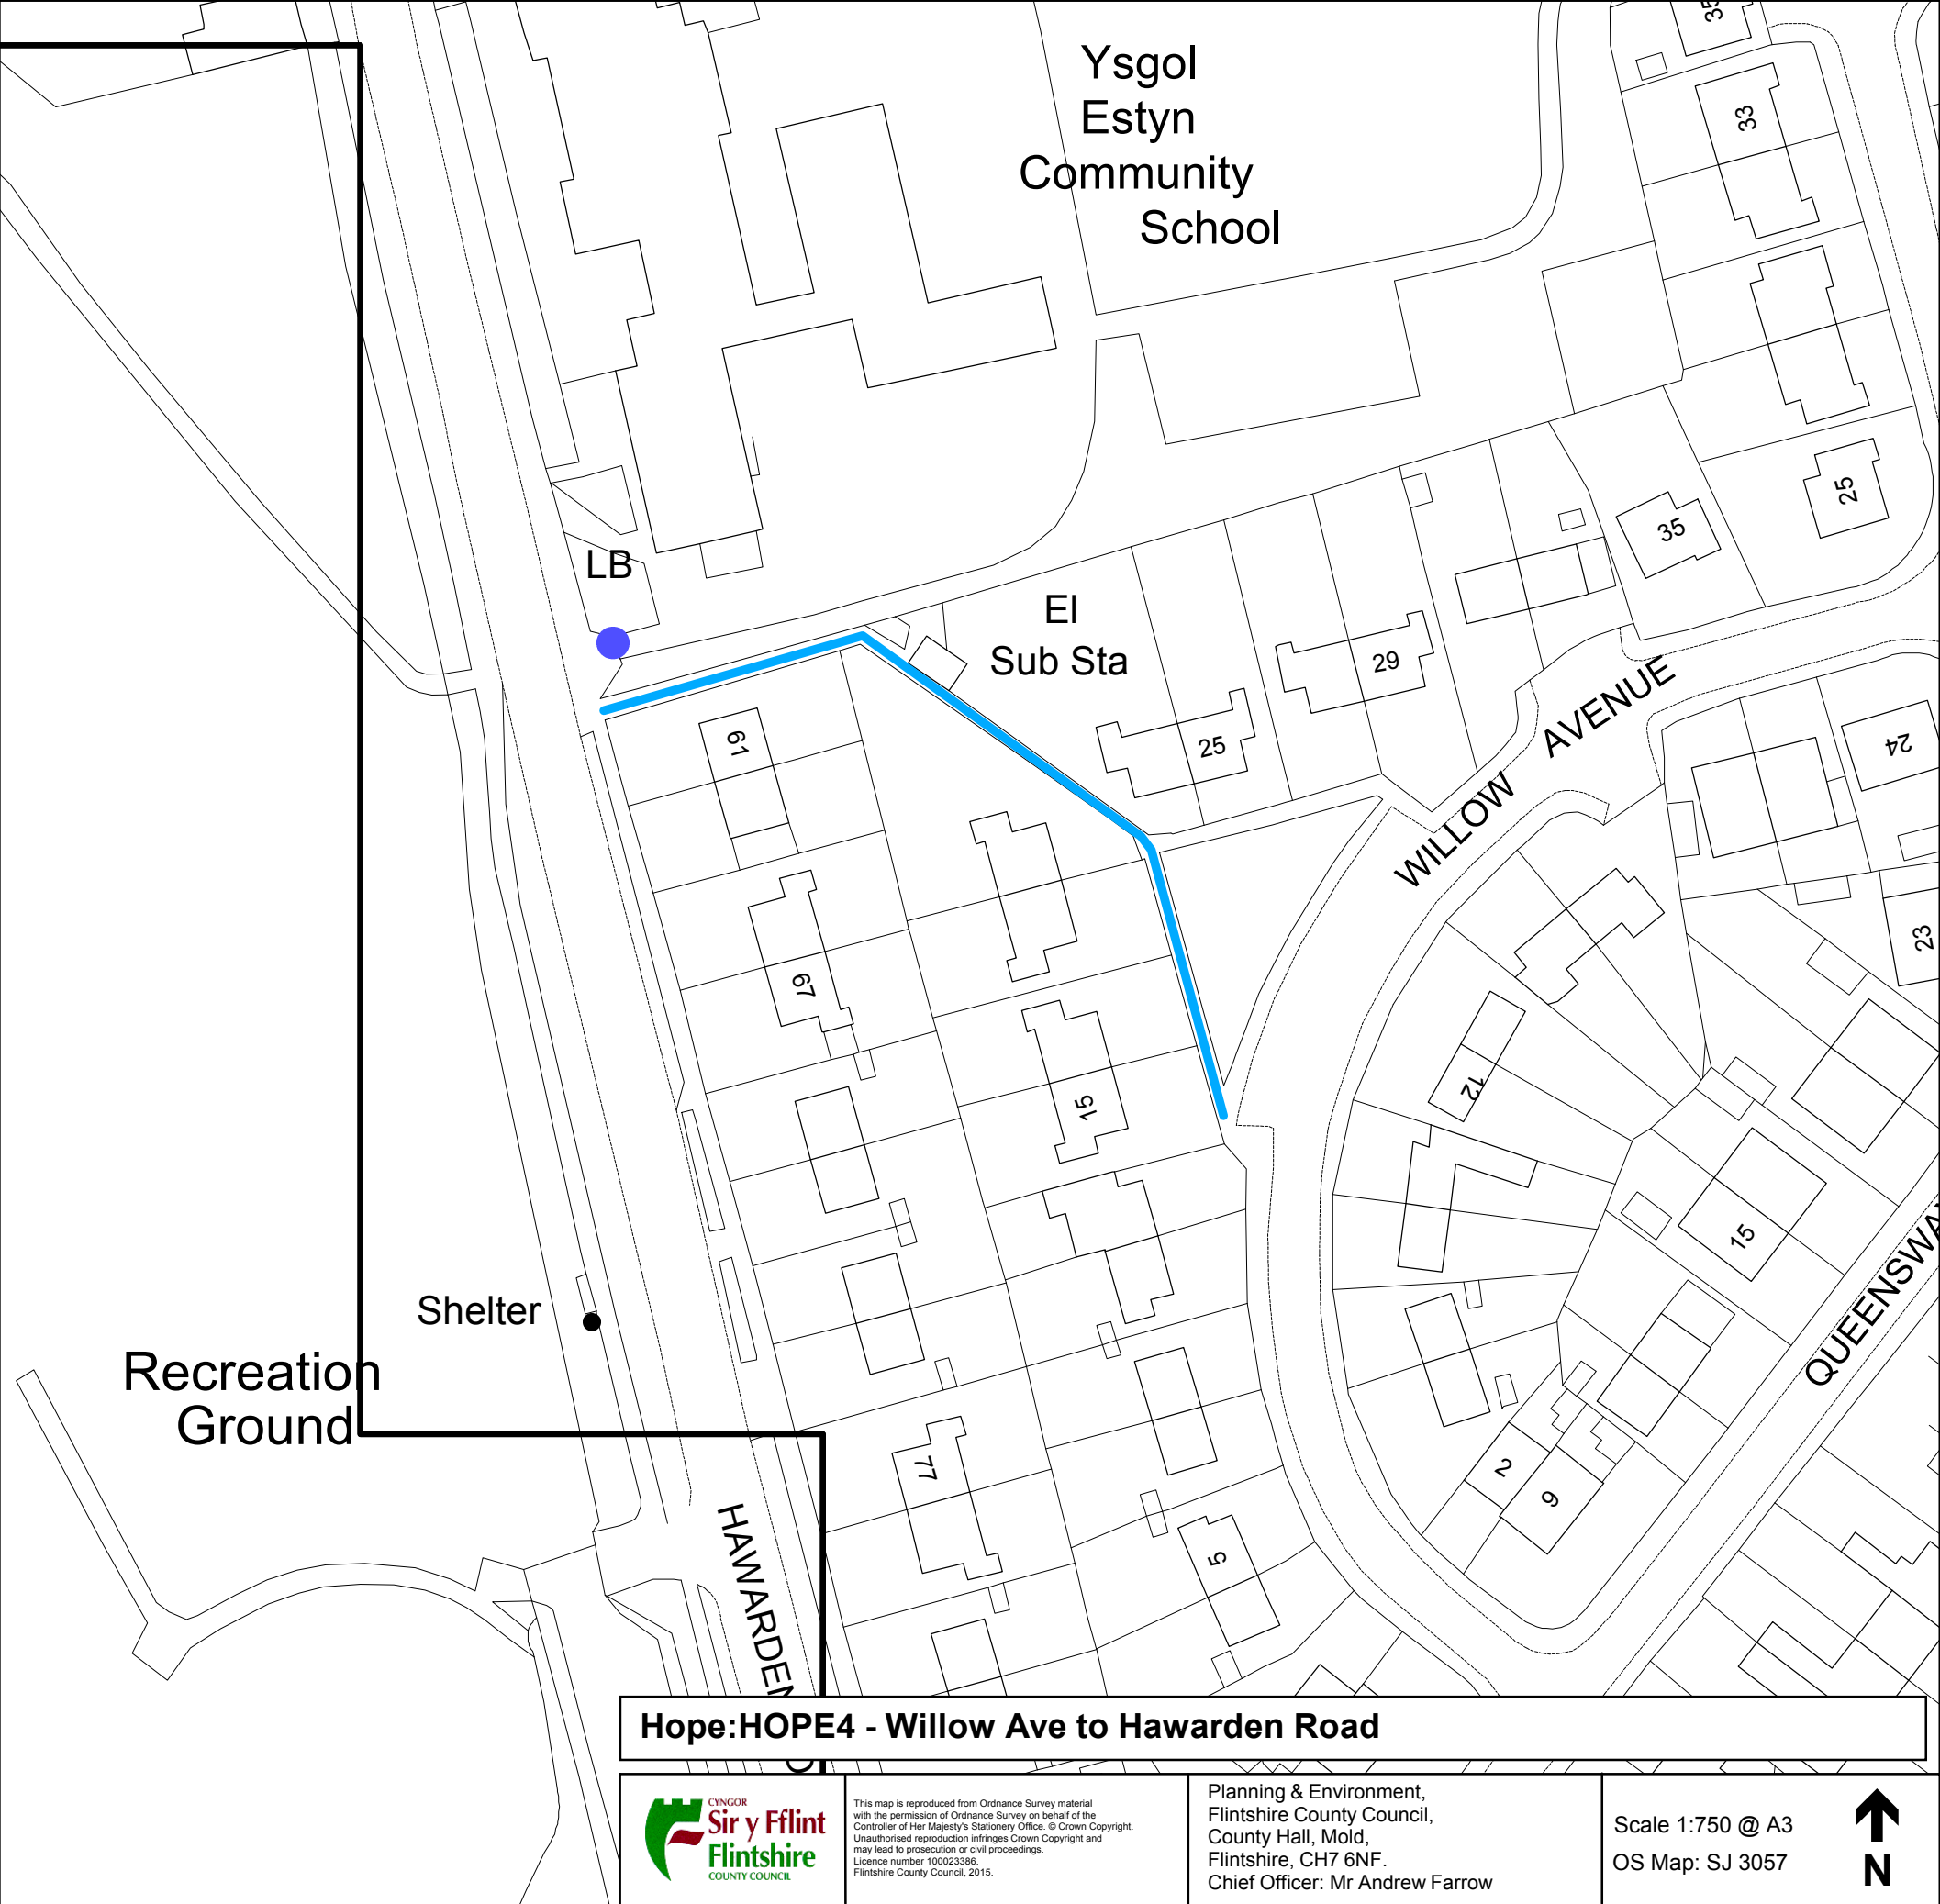 Ysgol
Estyn
Community
School
35
33
25
35
LB
El
Sub Sta
29
25
61
WILLOW AVENUE
24
23
67
15
12
15
QUEENSWAY
Shelter
Recreation
Ground
77
2
9
5
HAWARDEN
Hope:HOPE4 - Willow Ave to Hawarden Road
CYNGOR
Sir y Fflint
Flintshire
COUNTY COUNCIL
This map is reproduced from Ordnance Survey material
with the permission of Ordnance Survey on behalf of the
Controller of Her Majesty's Stationery Office. © Crown Copyright.
Unauthorised reproduction infringes Crown Copyright and
may lead to prosecution or civil proceedings.
Licence number 100023386.
Flintshire County Council, 2015.
Planning & Environment,
Flintshire County Council,
County Hall, Mold,
Flintshire, CH7 6NF.
Chief Officer: Mr Andrew Farrow
Scale 1:750 @ A3
OS Map: SJ 3057
N